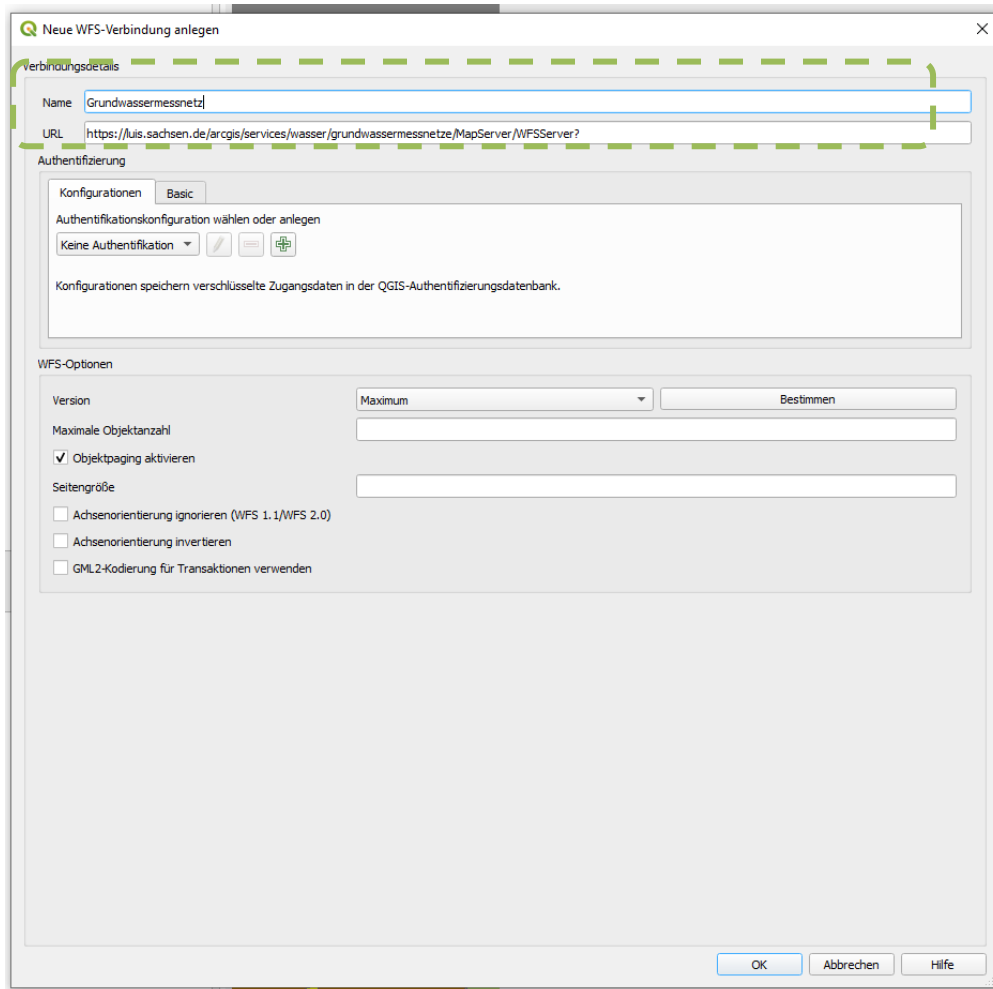 Neue WFS-Verbindung anlegen
Verbindungsdetails
Name Grundwassermessnetz
URL https://luis.sachsen.de/arcgis/services/wasser/grundwassermessnetze/MapServer/WFSServer?
Authentifizierung
Konfigurationen Basic
Authentifikationskonfiguration wählen oder anlegen
Keine Authentifikation
Konfigurationen speichern verschlüsselte Zugangsdaten in der QGIS-Authentifizierungsdatenbank.
WFS-Optionen
Version Maximum Bestimmen
Maximale Objektanzahl
Objektpaging aktivieren
Seitengröße
Achsenorientierung ignorieren (WFS 1.1/WFS 2.0)
Achsenorientierung invertieren
GML2-Kodierung für Transaktionen verwenden
OK Abbrechen Hilfe